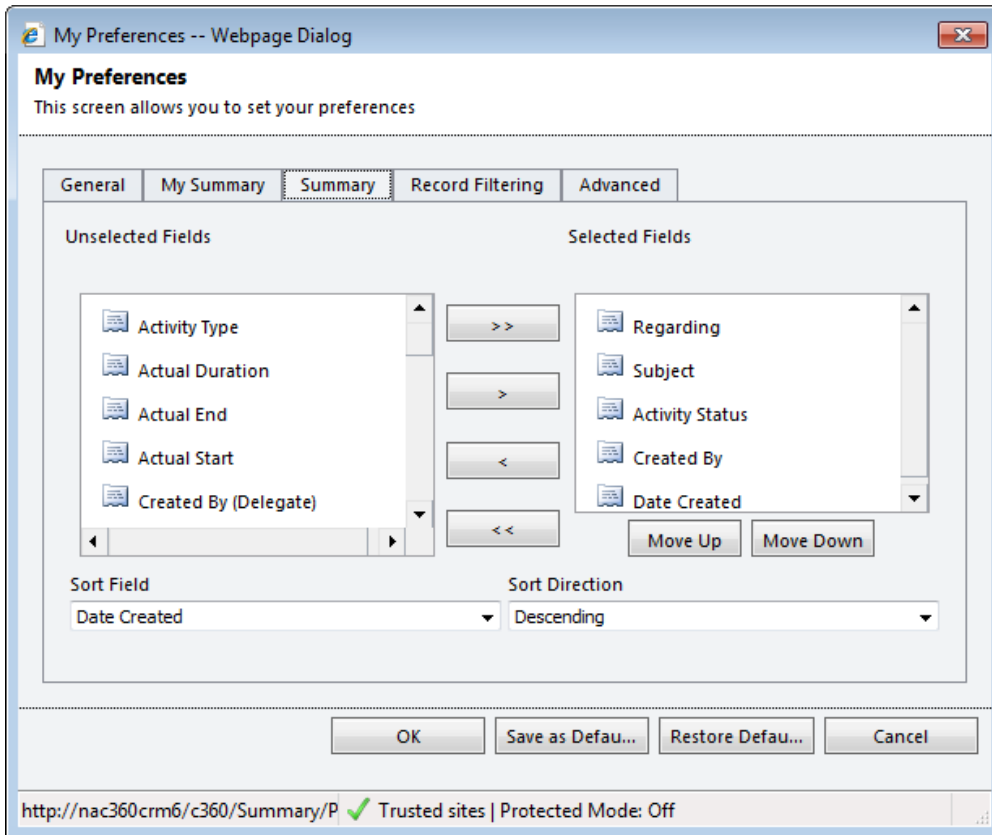 My Preferences -- Webpage Dialog
My Preferences
This screen allows you to set your preferences
General My Summary Summary Record Filtering Advanced
Unselected Fields Selected Fields
Activity Type >> Regarding
Actual Duration Subject
Actual End > Activity Status
Actual Start < Created By
Created By (Delegate) Date Created
<< Move Up Move Down
Sort Field Sort Direction
Date Created Descending
OK Save as Defau... Restore Defau... Cancel
http://nac360crm6/c360/Summary/P Trusted sites | Protected Mode: Off